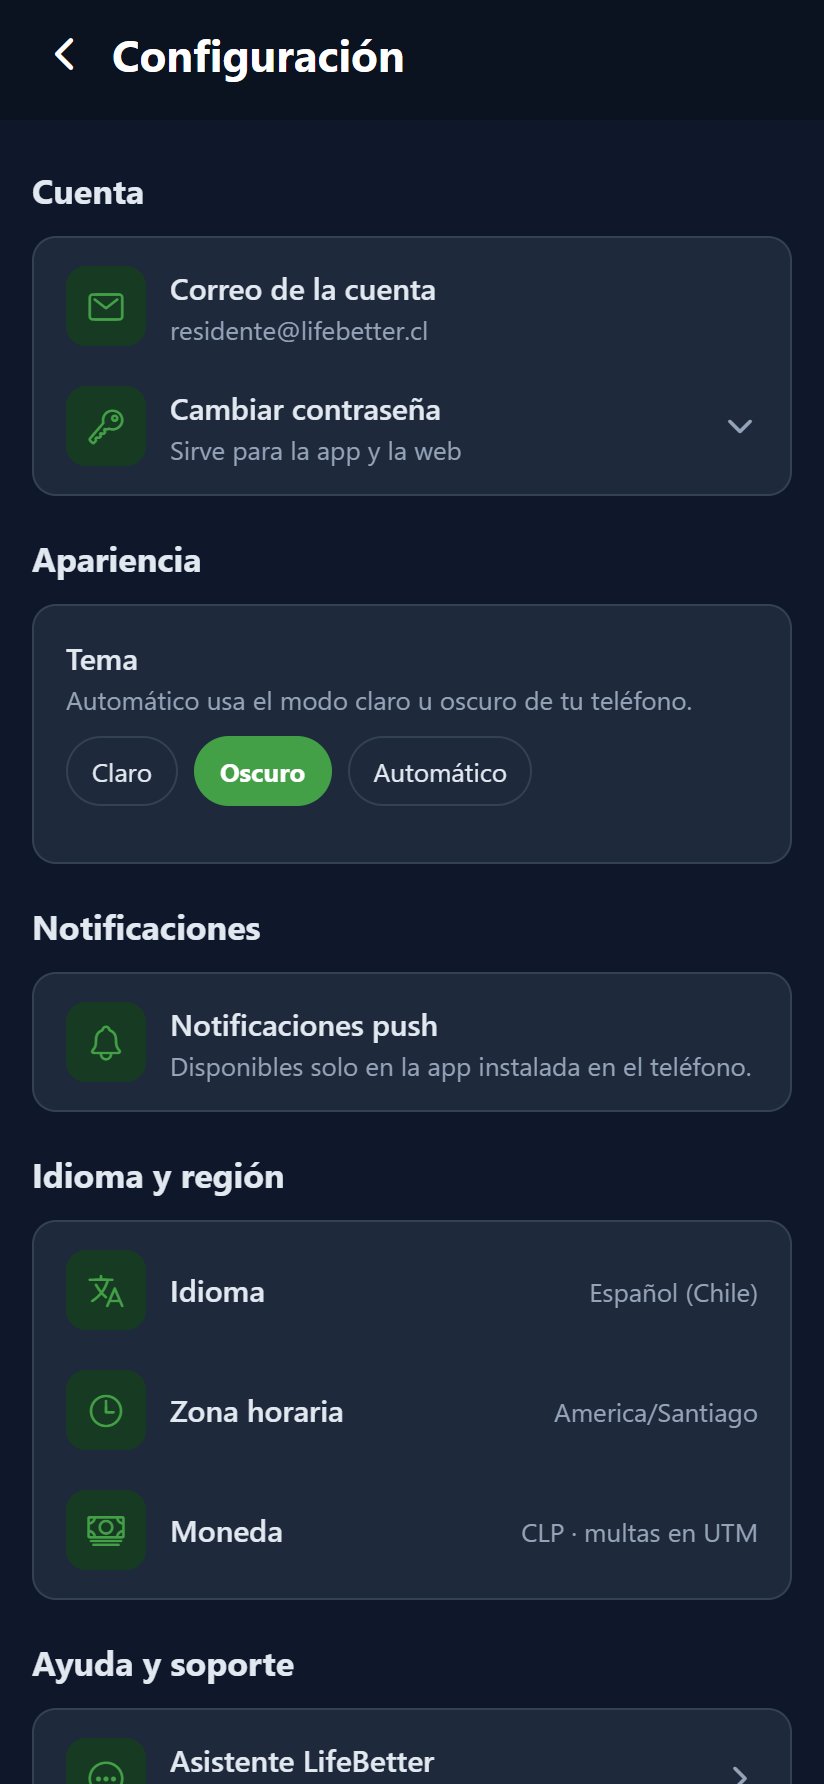 Configuración
Cuenta
Correo de la cuenta
residente@lifebetter.cl
Cambiar contraseña
Sirve para la app y la web
Apariencia
Tema
Automático usa el modo claro u oscuro de tu teléfono.
Claro Oscuro Automático
Notificaciones
Notificaciones push
Disponibles solo en la app instalada en el teléfono.
Idioma y región
Idioma Español (Chile)
Zona horaria America/Santiago
Moneda CLP · multas en UTM
Ayuda y soporte
Asistente LifeBetter